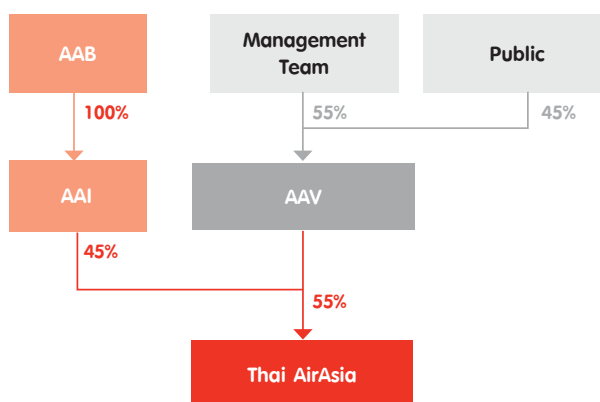 AAB
Management
Team
Public
100%
55%
45%
AAI
AAV
45%
55%
Thai AirAsia